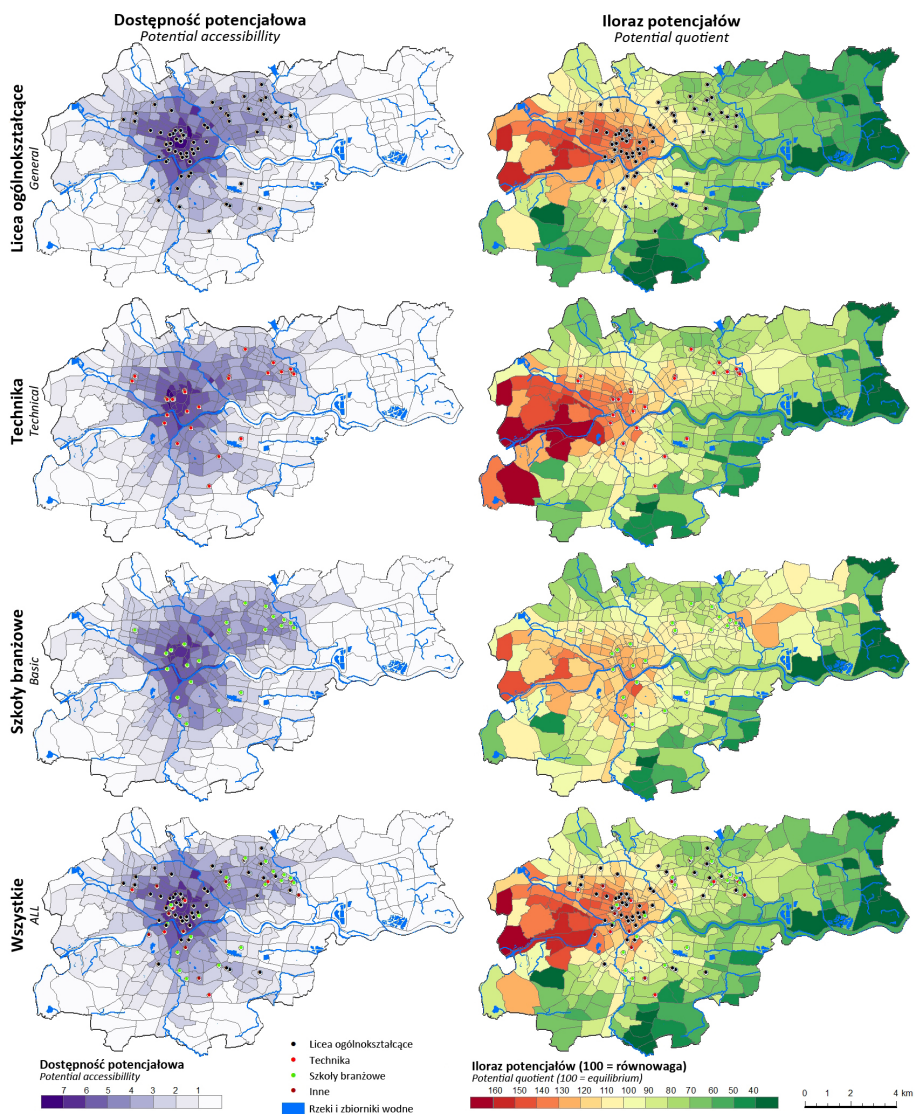 Dostępność potencjałowa
Potential accessibillity
Iloraz potencjałów
Potential quotient
Licea ogólnokształcące
General
Technika
Technical
Szkoły branżowe
Basic
Wszystkie
ALL
Dostępność potencjałowa
Potential accessibillity
7 6 5 4 3 2 1
Licea ogólnokształcące
Technika
Szkoły branżowe
Inne
Rzeki i zbiorniki wodne
Iloraz potencjałów (100 = równowaga)
Potential quotient (100 = equilibrium)
160 150 140 130 120 110 100 90 80 70 60 50 40
0 1 2 4 km